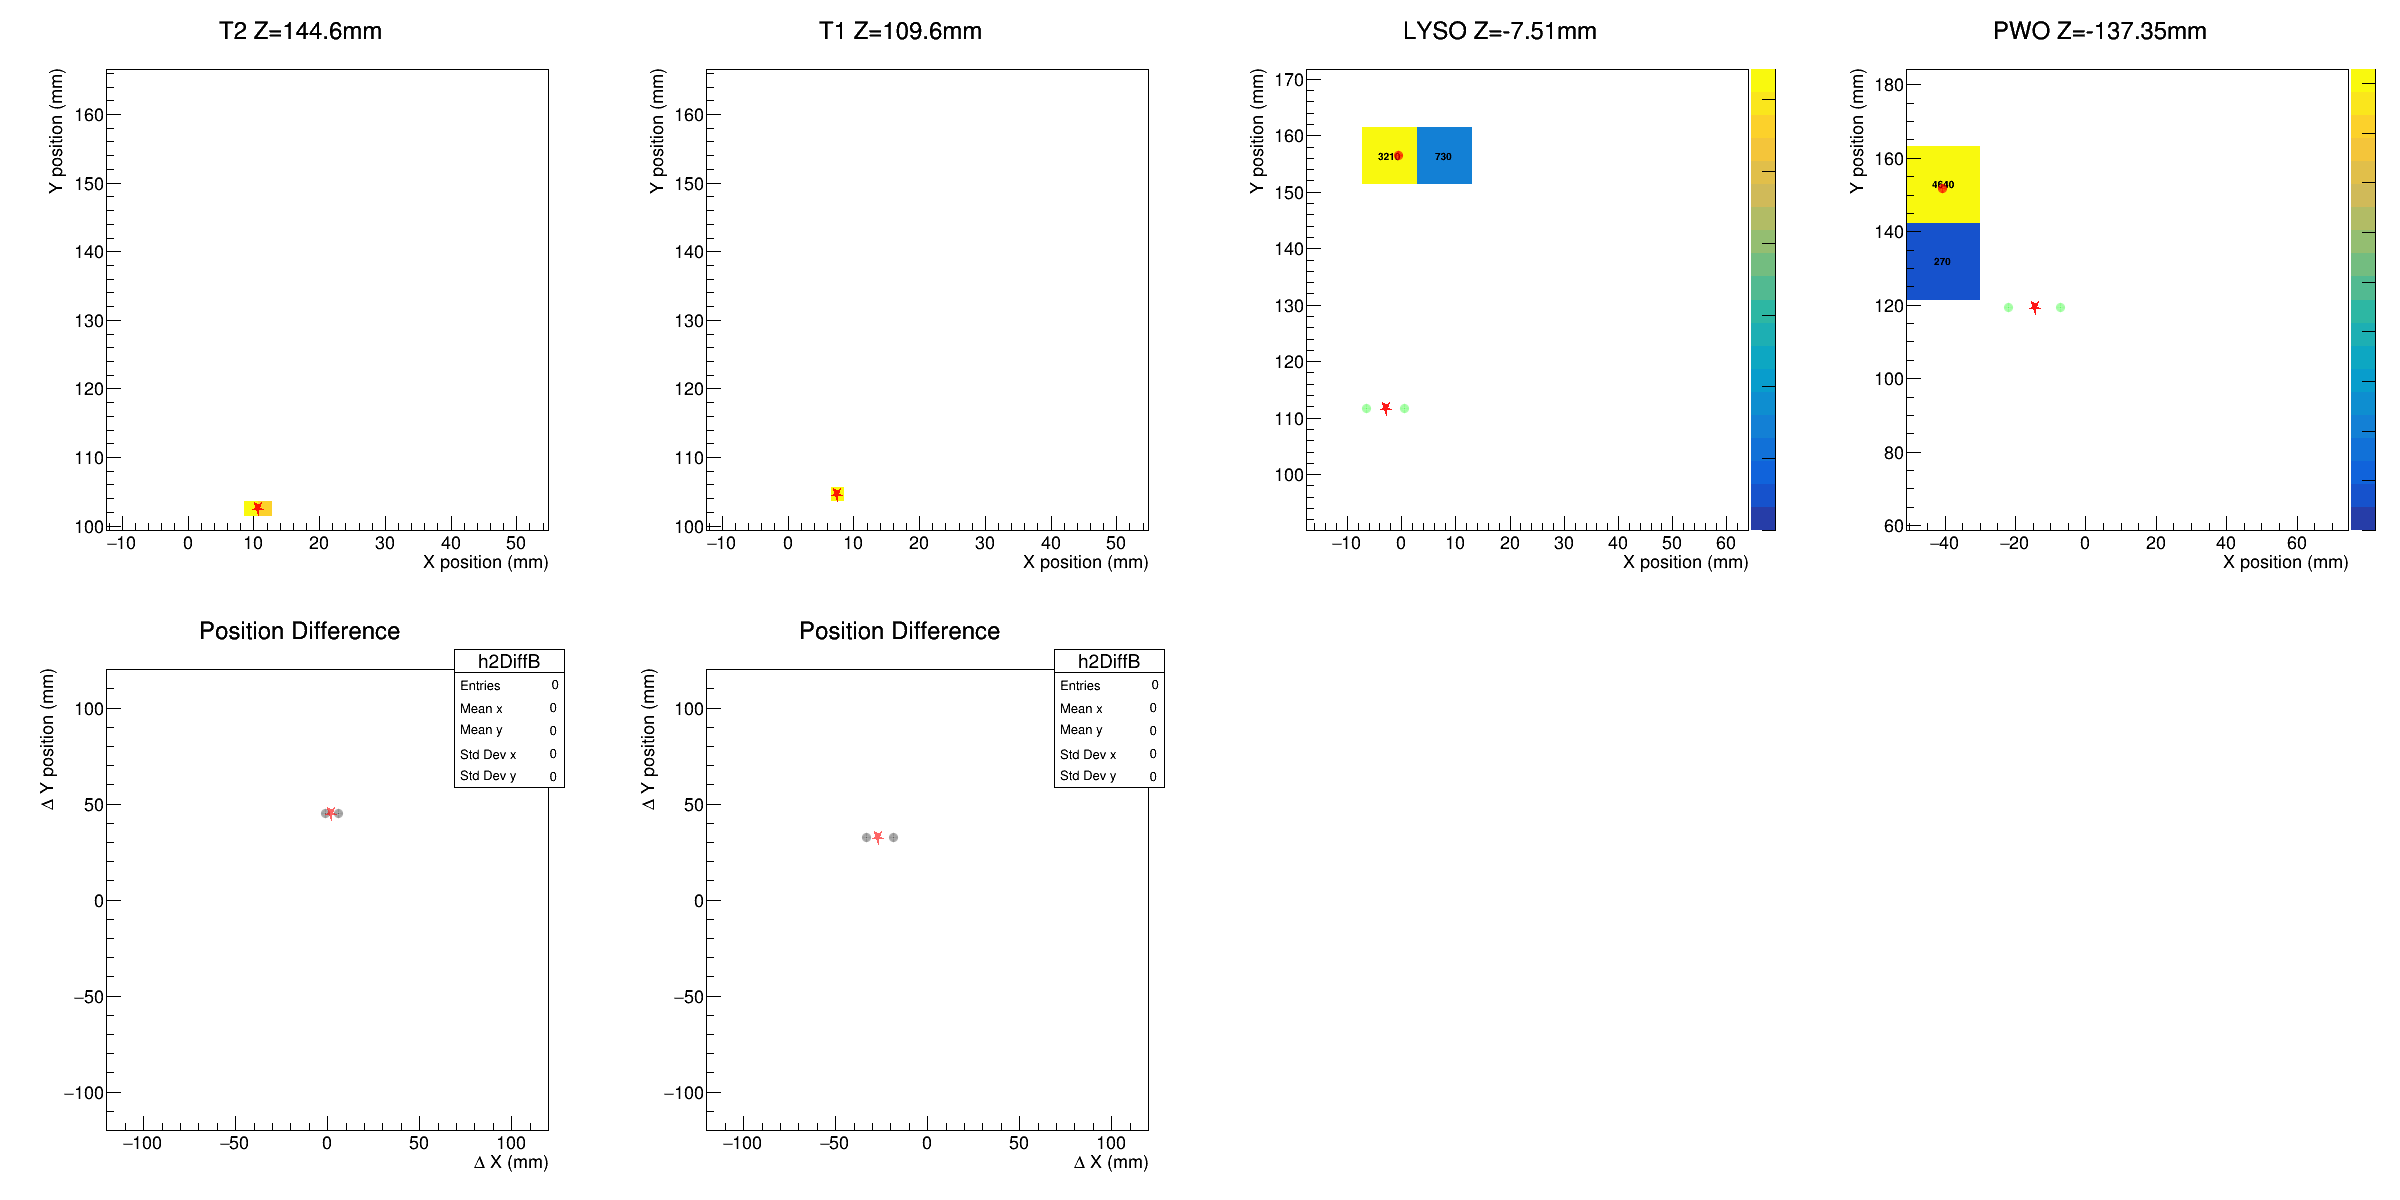 T2 Z=144.6mm
Y position (mm)
160
150
140
130
120
110
100
−10 0 10 20 30 40 50
X position (mm)
T1 Z=109.6mm
Y position (mm)
160
150
140
130
120
110
100
−10 0 10 20 30 40 50
X position (mm)
LYSO Z=-7.51mm
Y position (mm)
170
160
150
140
130
120
110
100
3210 730
−10 0 10 20 30 40 50 60
X position (mm)
PWO Z=-137.35mm
Y position (mm)
180
160
140
120
100
80
60
4640
270
−40 −20 0 20 40 60
X position (mm)
Position Difference
h2DiffB
Entries 0
Mean x 0
Mean y 0
Std Dev x 0
Std Dev y 0
Δ Y position (mm)
100
50
0
−50
−100
−100 −50 0 50 100
Δ X (mm)
Position Difference
h2DiffB
Entries 0
Mean x 0
Mean y 0
Std Dev x 0
Std Dev y 0
Δ Y position (mm)
100
50
0
−50
−100
−100 −50 0 50 100
Δ X (mm)